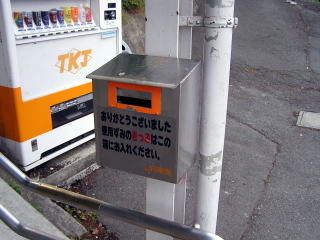 TKT
ありがとうございました
使用ずみのきっぷはこの
箱にお入れください。